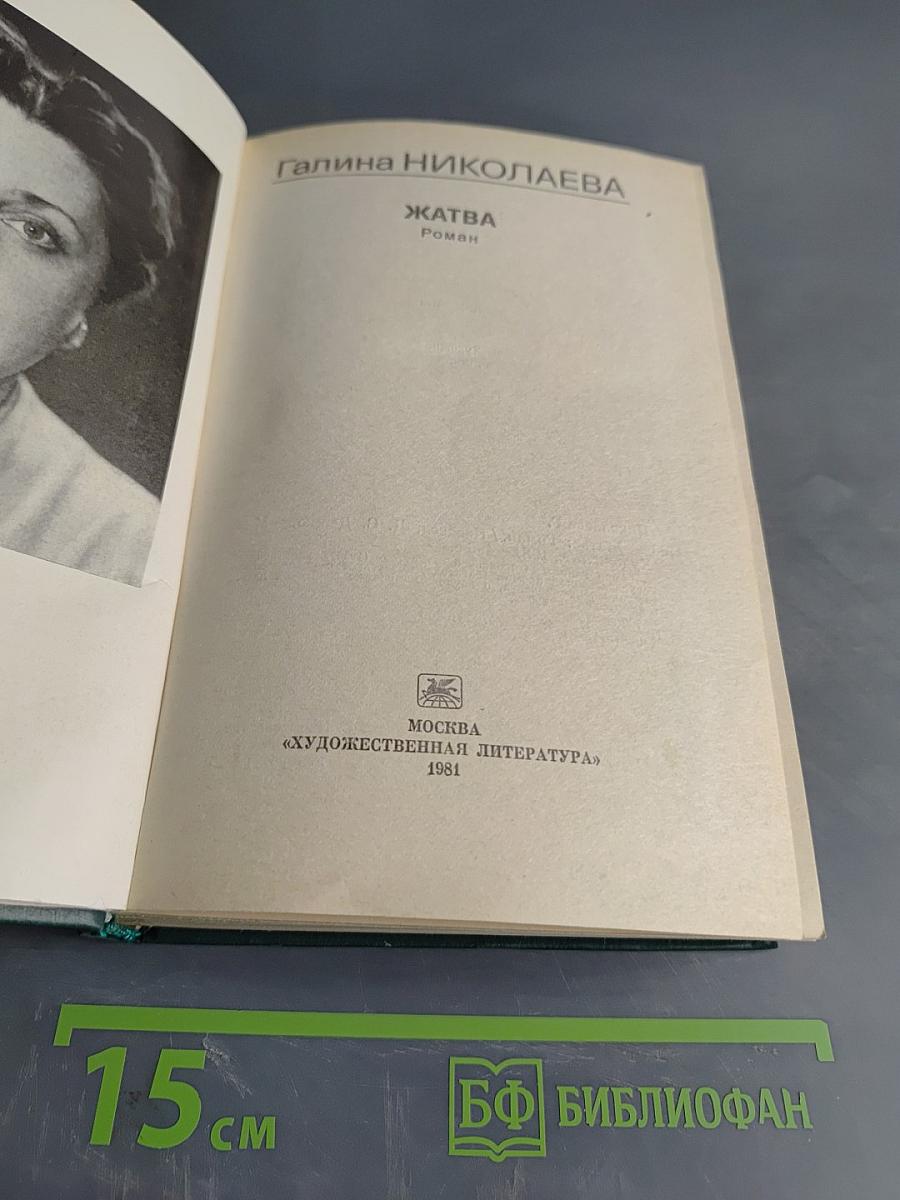 Галина НИКОЛАЕВА
ЖАТВА
Роман
МОСКВА
«ХУДОЖЕСТВЕННАЯ ЛИТЕРАТУРА»
1981
15 см
БФ БИБЛИОФАН